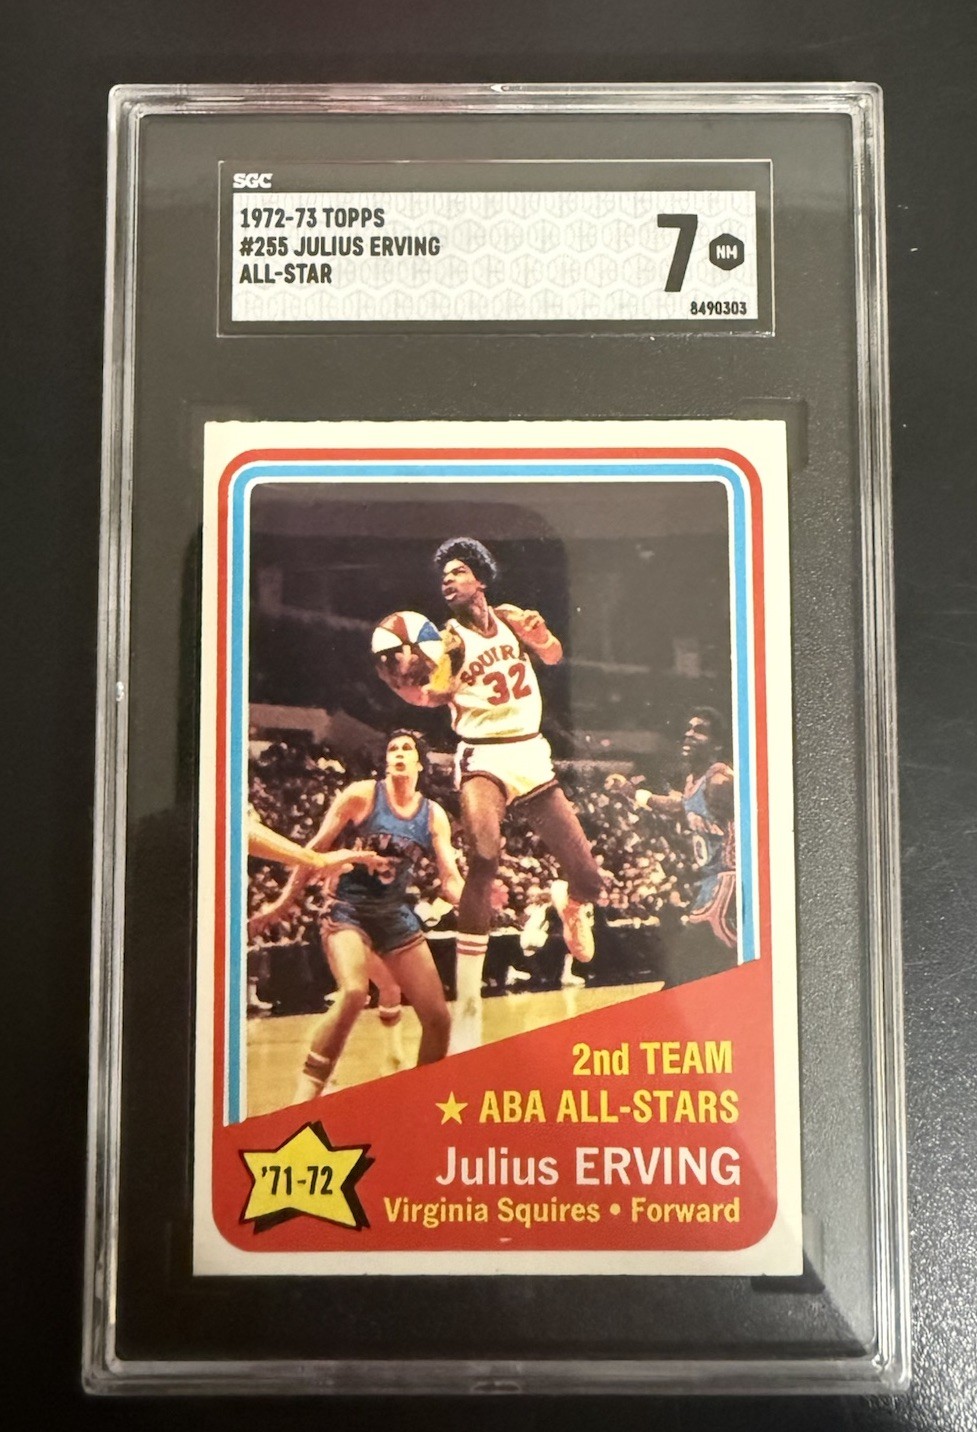 SGC
1972-73 TOPPS
#255 JULIUS ERVING
ALL-STAR
7 NM
8490303
SQUIR
32
2nd TEAM
★ ABA ALL-STARS
'71-72
Julius ERVING
Virginia Squires • Forward